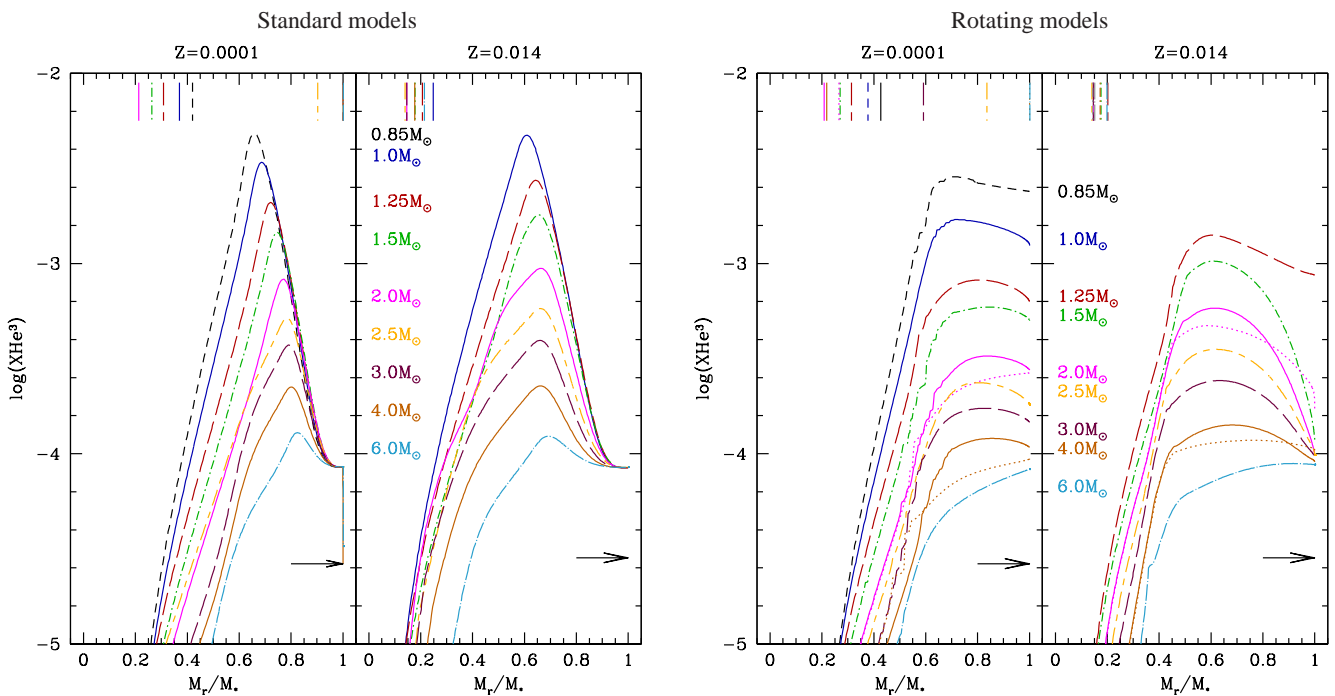 Standard models
Z=0.0001
Z=0.014
log(XHe³)
−2
−3
−4
−5
0.85M⊙
1.0M⊙
1.25M⊙
1.5M⊙
2.0M⊙
2.5M⊙
3.0M⊙
4.0M⊙
6.0M⊙
0 0.2 0.4 0.6 0.8 1
0 0.2 0.4 0.6 0.8 1
Mr/M*
Mr/M*
Rotating models
Z=0.0001
Z=0.014
log(XHe³)
−2
−3
−4
−5
0.85M⊙
1.0M⊙
1.25M⊙
1.5M⊙
2.0M⊙
2.5M⊙
3.0M⊙
4.0M⊙
6.0M⊙
0 0.2 0.4 0.6 0.8 1
0 0.2 0.4 0.6 0.8 1
Mr/M*
Mr/M*